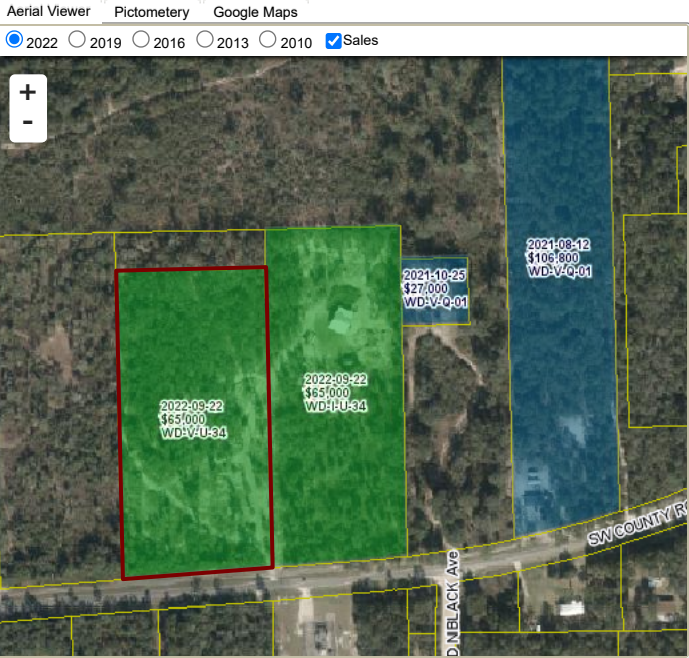 Aerial Viewer Pictometery Google Maps
2022 2019 2016 2013 2010 Sales
+
-
2021-08-12
$106,800
WD-V-Q-01
2021-10-25
$27,000
WD-V-Q-01
2022-09-22
$65,000
WD-I-U-34
2022-09-22
$65,000
WD-V-U-34
SW COUNTY
NBLACK Ave